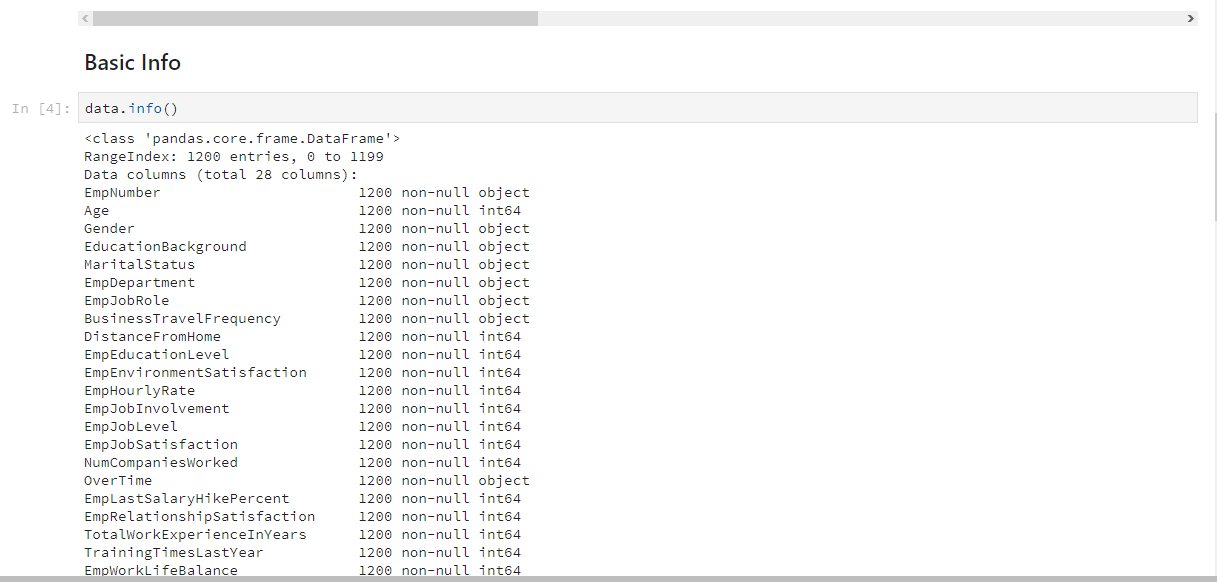 Basic Info
In [4]: data.info()
<class 'pandas.core.frame.DataFrame'>
RangeIndex: 1200 entries, 0 to 1199
Data columns (total 28 columns):
EmpNumber                       1200 non-null object
Age                             1200 non-null int64
Gender                          1200 non-null object
EducationBackground             1200 non-null object
MaritalStatus                   1200 non-null object
EmpDepartment                   1200 non-null object
EmpJobRole                      1200 non-null object
BusinessTravelFrequency         1200 non-null object
DistanceFromHome                1200 non-null int64
EmpEducationLevel               1200 non-null int64
EmpEnvironmentSatisfaction      1200 non-null int64
EmpHourlyRate                   1200 non-null int64
EmpJobInvolvement               1200 non-null int64
EmpJobLevel                     1200 non-null int64
EmpJobSatisfaction              1200 non-null int64
NumCompaniesWorked              1200 non-null int64
OverTime                        1200 non-null object
EmpLastSalaryHikePercent        1200 non-null int64
EmpRelationshipSatisfaction     1200 non-null int64
TotalWorkExperienceInYears      1200 non-null int64
TrainingTimesLastYear           1200 non-null int64
EmpWorkLifeBalance              1200 non-null int64